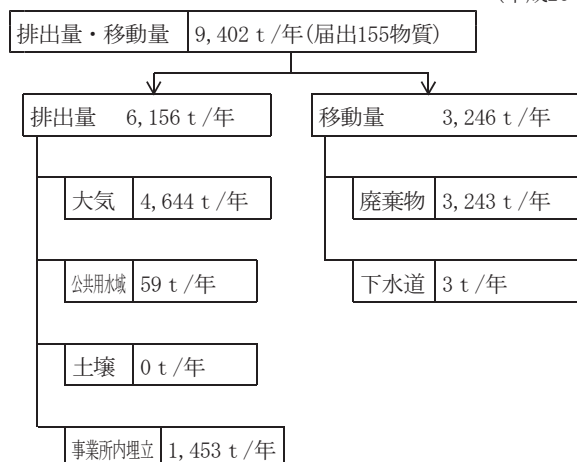 排出量・移動量 9,402 t/年(届出155物質)
排出量 6,156 t/年
移動量 3,246 t/年
大気 4,644 t/年
廃棄物 3,243 t/年
公共用水域 59 t/年
下水道 3 t/年
土壌 0 t/年
事業所内埋立 1,453 t/年